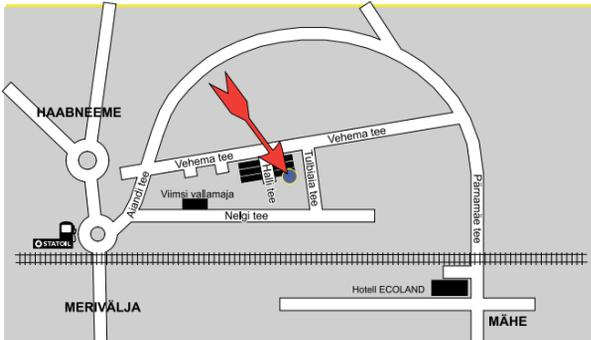 HAABNEEME
Vehema tee
Vehema tee
Tulbiaia tee
Halli tee
Aiandi tee
Viimsi vallamaja
Nelgi tee
Pärnamäe tee
STATOIL
Hotell ECOLAND
MERIVÄLJA
MÄHE